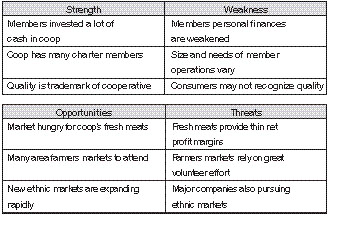 Strength Weakness
Members invested a lot of Members personal finances
cash in coop are weakened
Coop has many charter members Size and needs of member
operations vary
Quality is trademark of cooperative Consumers may not recognize quality
Opportunities Threats
Market hungry for coop's fresh meats Fresh meats provide thin net
profit margins
Many area farmers markets to attend Farmers markets rely on great
volunteer effort
New ethnic markets are expanding Major companies also pursuing
rapidly ethnic markets